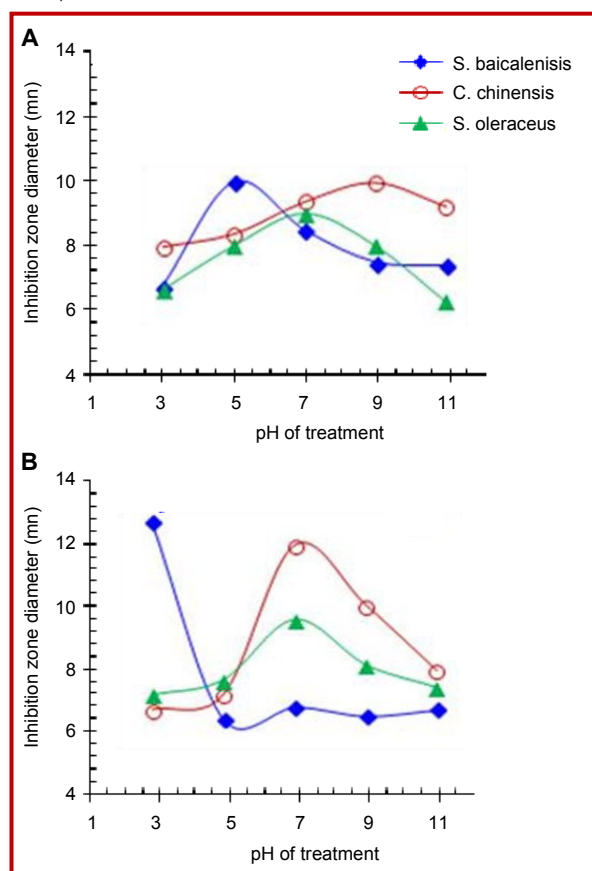 A
14
12
10
8
6
4
1 3 5 7 9 11
Inhibition zone diameter (mn)
pH of treatment
S. baicalenisis
C. chinensis
S. oleraceus
B
14
12
10
8
6
4
1 3 5 7 9 11
Inhibition zone diameter (mn)
pH of treatment